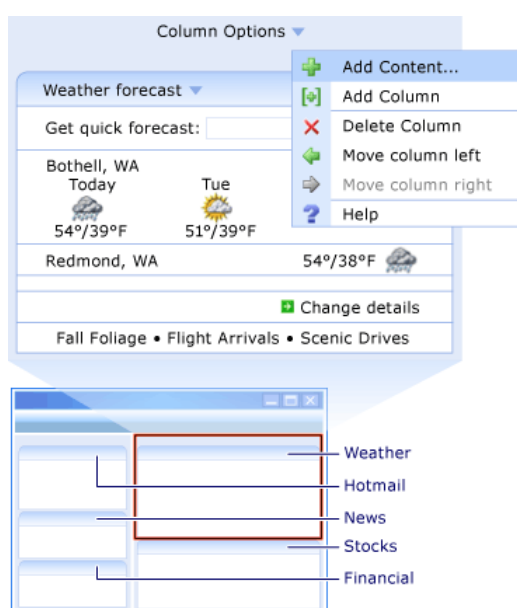 Column Options
Add Content...
Weather forecast
Add Column
Get quick forecast:
Delete Column
Move column left
Move column right
Help
Bothell, WA
Today Tue
54°/39°F 51°/39°F
Redmond, WA 54°/38°F
Change details
Fall Foliage • Flight Arrivals • Scenic Drives
Weather
Hotmail
News
Stocks
Financial